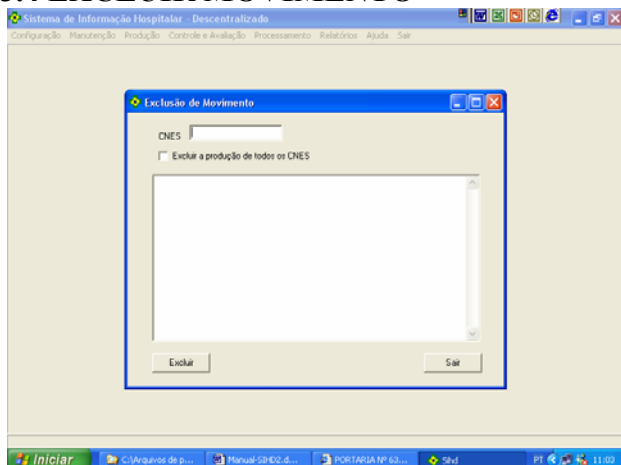 EXCLUIR MOVIMENTO
Sistema de Informação Hospitalar - Descentralizado
Configuração Manutenção Produção Controle e Avaliação Processamento Relatórios Ajuda Sair
Exclusão de Movimento
CNES
Excluir a produção de todos os CNES
Excluir
Sair
Iniciar C:\Arquivos de p... Manual-SIHD2.d... PORTARIA Nº 63... Sihd PT 11:03